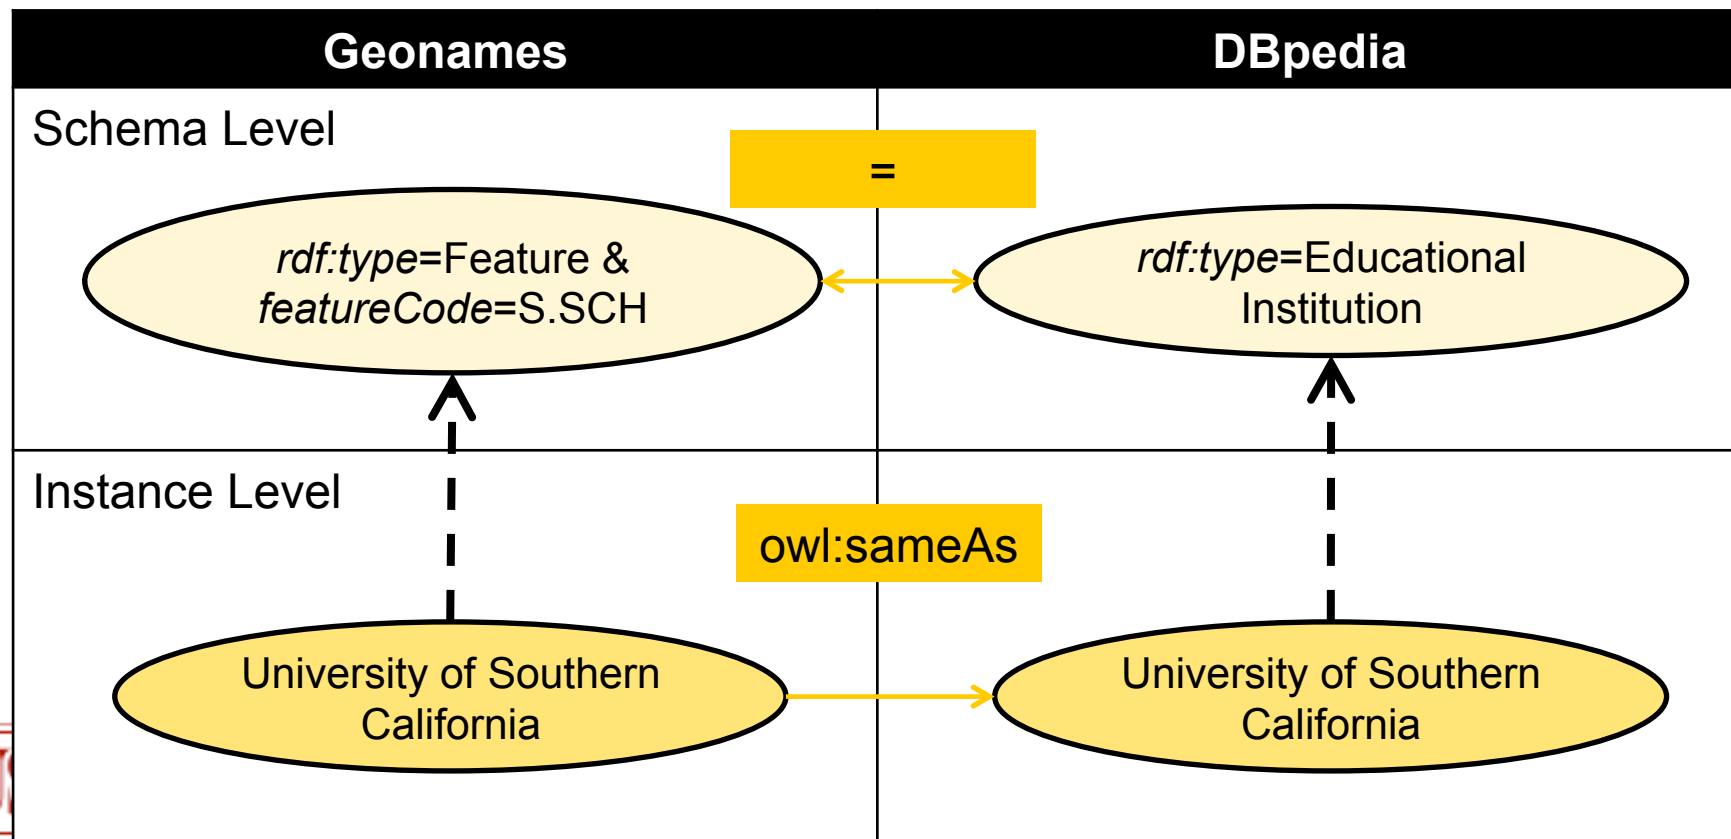 Geonames
DBpedia
Schema Level
=
rdf:type=Feature &
featureCode=S.SCH
rdf:type=Educational
Institution
Instance Level
owl:sameAs
University of Southern
California
University of Southern
California